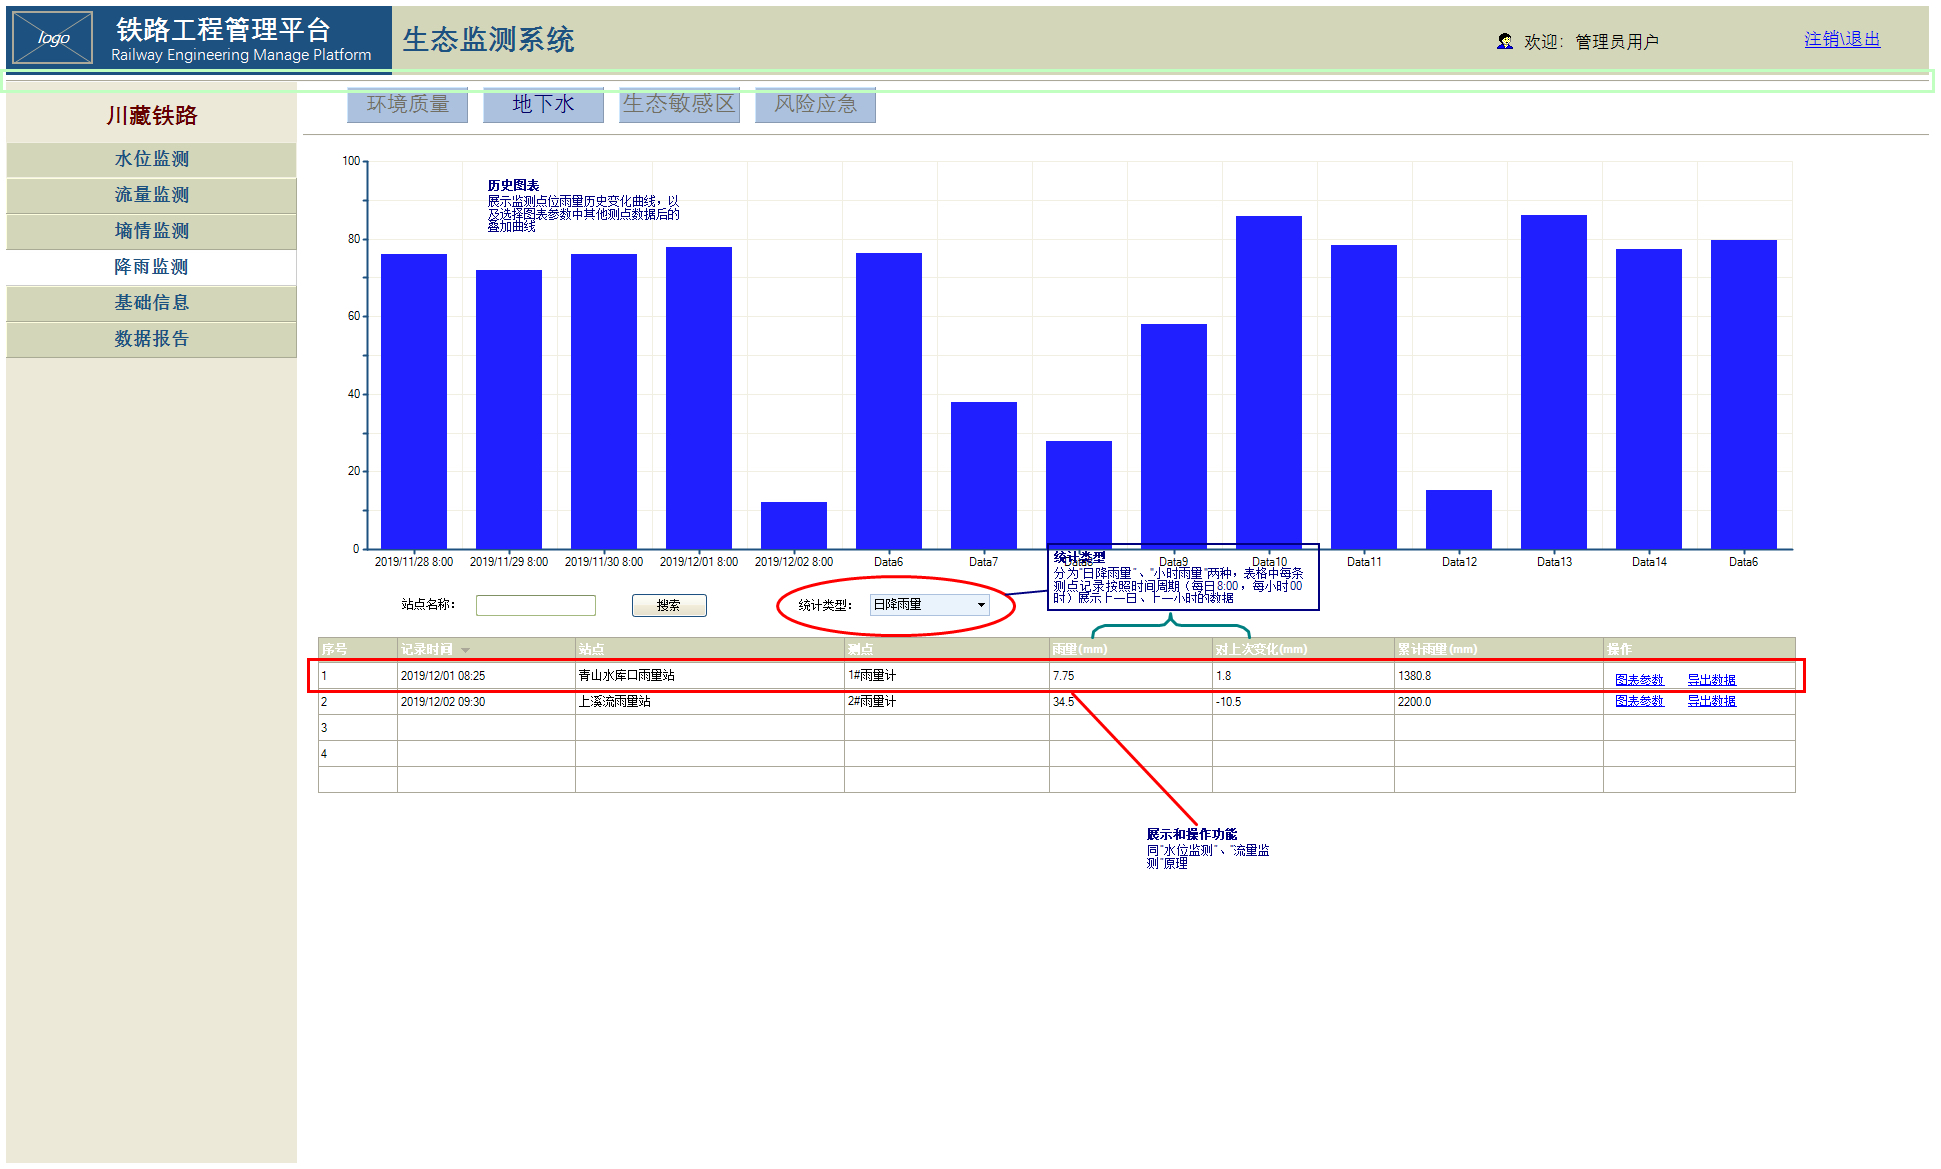 logo
铁路工程管理平台
Railway Engineering Manage Platform
生态监测系统
欢迎：管理员用户
注销\退出
川藏铁路
水位监测
流量监测
墒情监测
降雨监测
基础信息
数据报告
环境质量
地下水
生态敏感区
风险应急
历史图表
展示监测点位雨量历史变化曲线，以
及选择图表参数中其他测点数据后的
叠加曲线
100
80
60
40
20
0
2019/11/28 8:00
2019/11/29 8:00
2019/11/30 8:00
2019/12/01 8:00
2019/12/02 8:00
Data6
Data7
Data8
Data9
Data10
Data11
Data12
Data13
Data14
Data6
统计类型
分为"日降雨量"、"小时雨量"两种，表格中每条
测点记录按照时间周期（每日8:00，每小时00
时）展示上一日、上一小时的数据
站点名称：
搜索
统计类型：
日降雨量
序号 记录时间 站点 测点 雨量(mm) 对上次变化(mm) 累计雨量(mm) 操作
1 2019/12/01 08:25 青山水库口雨量站 1#雨量计 7.75 1.8 1380.8 图表参数 导出数据
2 2019/12/02 09:30 上溪流雨量站 2#雨量计 34.5 -10.5 2200.0 图表参数 导出数据
3
4
展示和操作功能
同"水位监测"、"流量监
测"原理